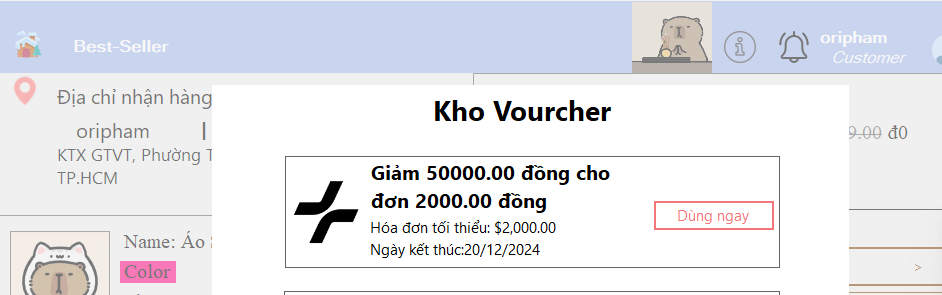 Best-Seller
oripham
Customer
Địa chỉ nhận hàng
oripham |
KTX GTVT, Phường T
TP.HCM
Kho Vourcher
9.00 đ0
Giảm 50000.00 đồng cho
đơn 2000.00 đồng
Hóa đơn tối thiểu: $2,000.00
Ngày kết thúc:20/12/2024
Dùng ngay
Name: Áo
Color
>